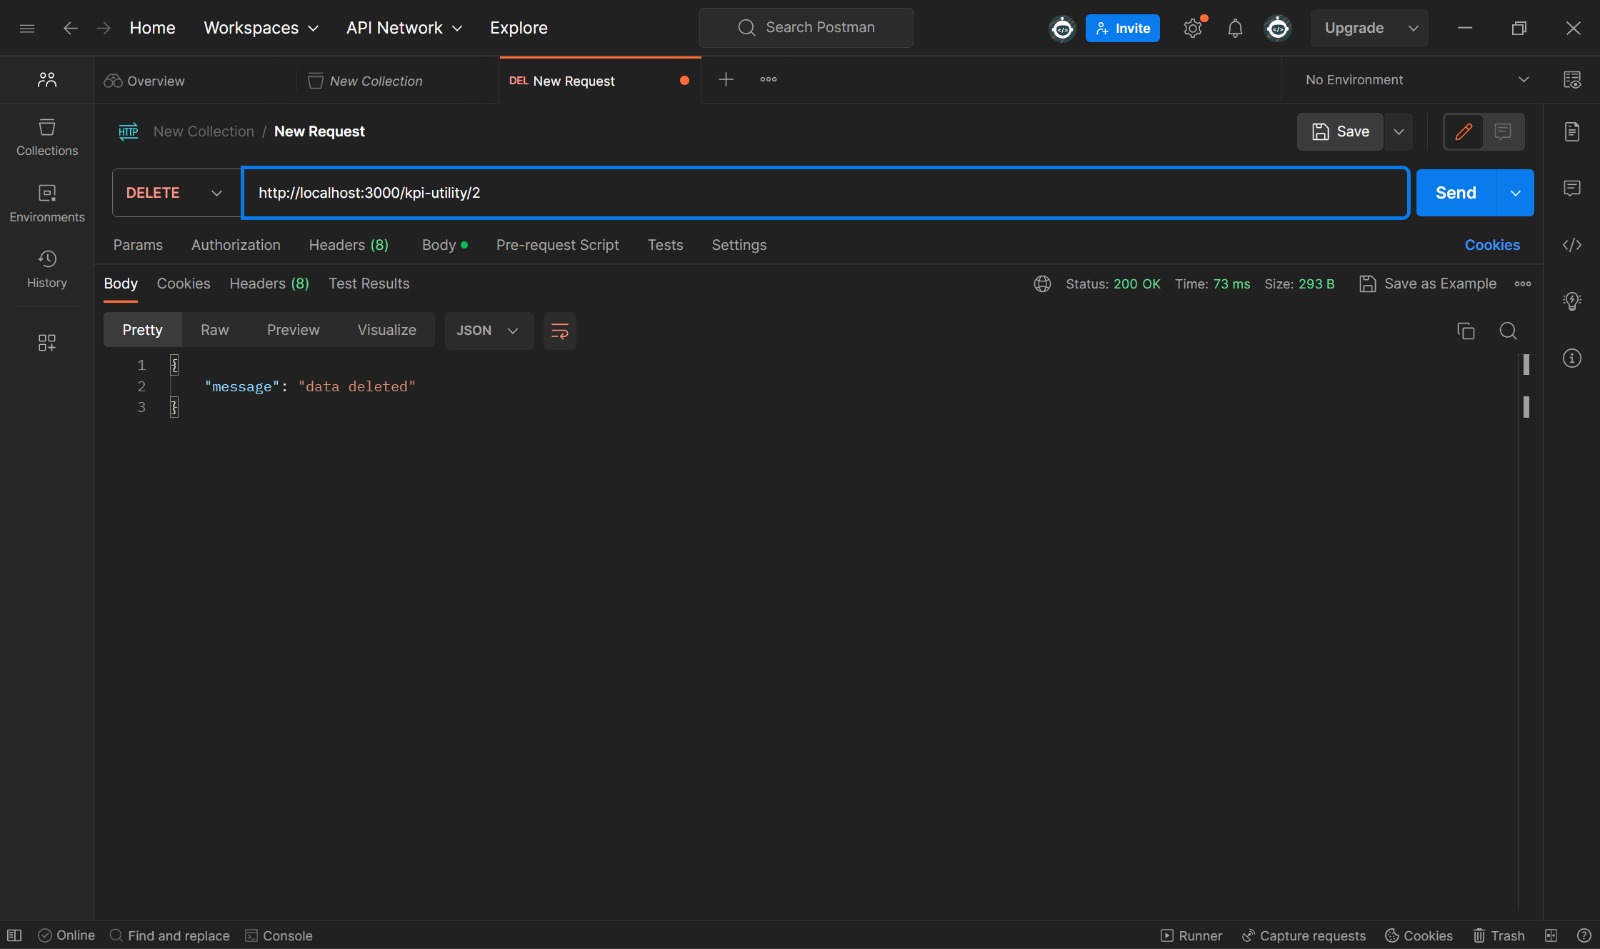 Home Workspaces API Network Explore Search Postman Invite Upgrade
Overview New Collection DEL New Request No Environment
HTTP New Collection / New Request Save
Collections
DELETE http://localhost:3000/kpi-utility/2 Send
Environments
Params Authorization Headers (8) Body Pre-request Script Tests Settings Cookies
History
Body Cookies Headers (8) Test Results Status: 200 OK Time: 73 ms Size: 293 B Save as Example
Pretty Raw Preview Visualize JSON
1 {
2 "message": "data deleted"
3 }
Online Find and replace Console Runner Capture requests Cookies Trash